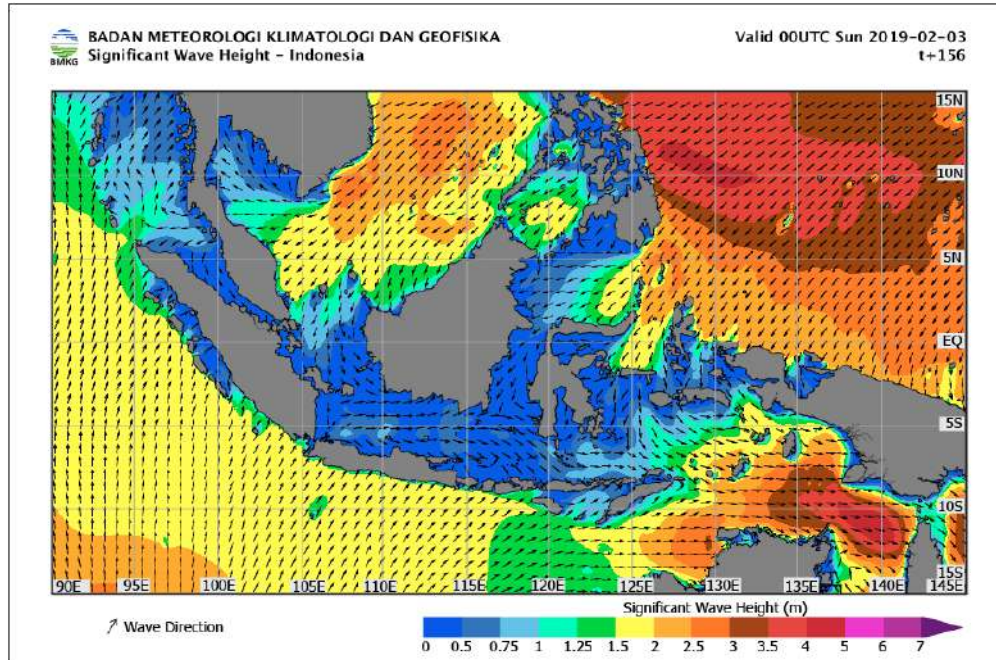 BADAN METEOROLOGI KLIMATOLOGI DAN GEOFISIKA
Significant Wave Height - Indonesia
BMKG
Valid 00UTC Sun 2019-02-03
t+156
15N
10N
5N
EQ
5S
10S
15S
90E 95E 100E 105E 110E 115E 120E 125E 130E 135E 140E 145E
Wave Direction
Significant Wave Height (m)
0 0.5 0.75 1 1.25 1.5 2 2.5 3 3.5 4 5 6 7